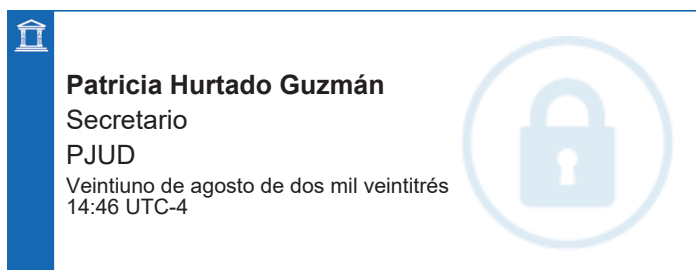 Patricia Hurtado Guzmán
Secretario
PJUD
Veintiuno de agosto de dos mil veintitrés
14:46 UTC-4